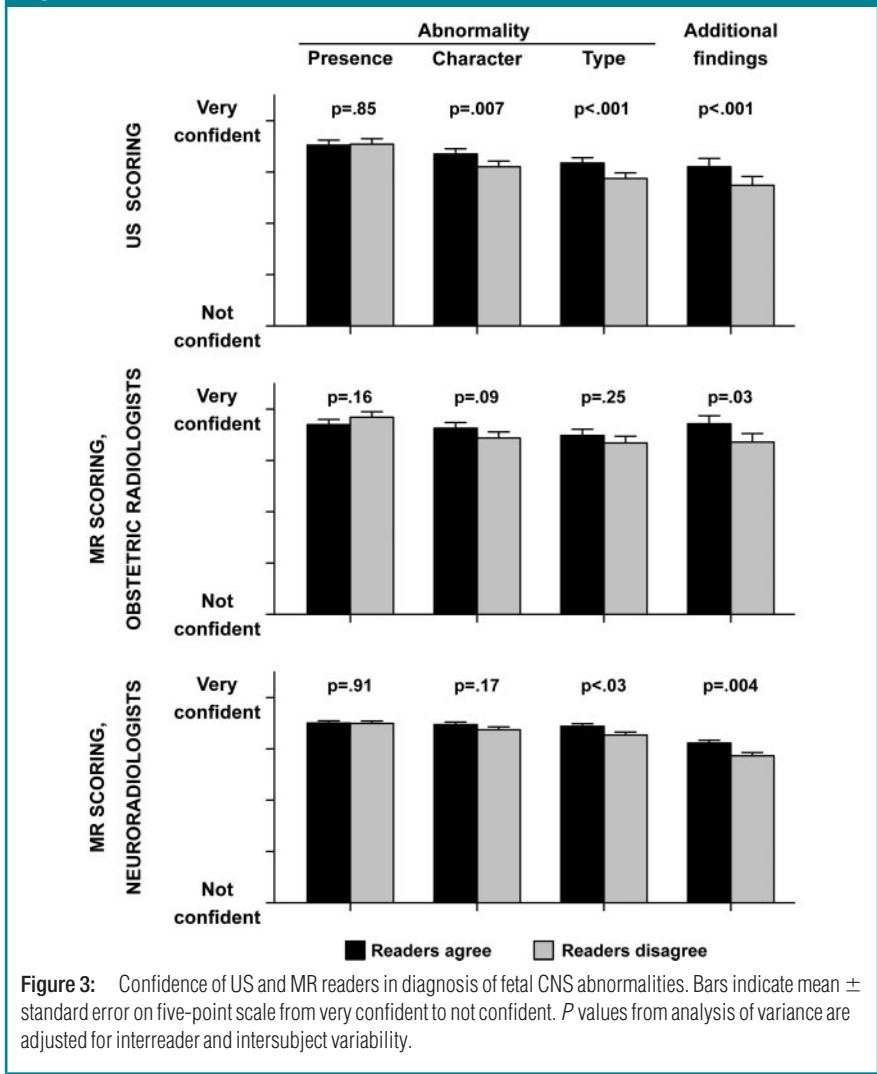 Abnormality
Additional findings
Presence
Character
Type
US SCORING
Very confident
p=.85
p=.007
p<.001
p<.001
Not confident
MR SCORING, OBSTETRIC RADIOLOGISTS
Very confident
p=.16
p=.09
p=.25
p=.03
Not confident
MR SCORING, NEURORADIOLOGISTS
Very confident
p=.91
p=.17
p<.03
p=.004
Not confident
Readers agree
Readers disagree
Figure 3: Confidence of US and MR readers in diagnosis of fetal CNS abnormalities. Bars indicate mean ±
standard error on five-point scale from very confident to not confident. P values from analysis of variance are
adjusted for interreader and intersubject variability.